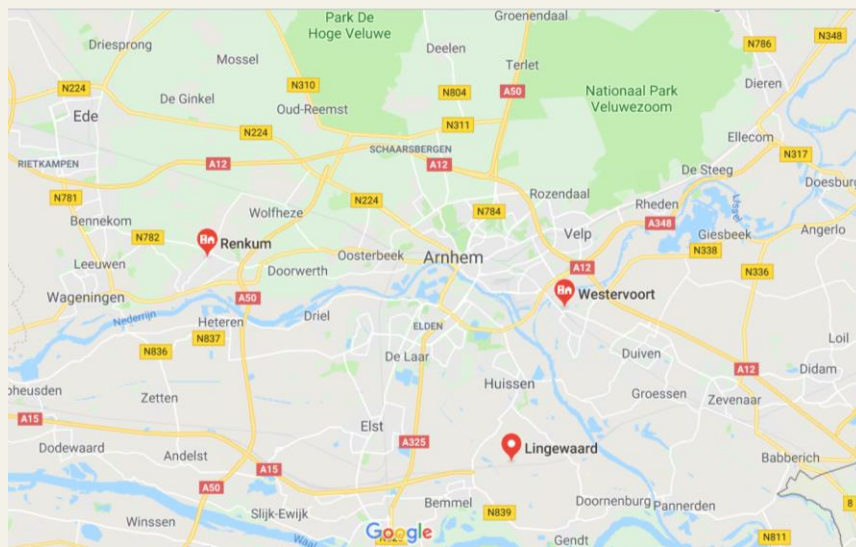 Park De
Hoge Veluwe
Groenendaal
N348
Driesprong
Mossel
Deelen
N786
Terlet
N224
N310
N804
A50
Dieren
De Ginkel
Oud-Reemst
Nationaal Park
Veluwezoom
Ede
N224
N311
Ellecom
SCHAARSBERGEN
RIETKAMPEN
A12
A12
De Steeg
N317
Rozendaal
Doesburg
N781
N224
Rheden
IJssel
Bennekom
Wolfheze
N784
Velp
A348
Giesbeek
Angerlo
N782
Renkum
Oosterbeek
Arnhem
N338
Leeuwen
Doorwerth
A12
N336
Wageningen
A50
Westervoort
Nederrijn
Heteren
Driel
ELDEN
N837
Loil
N836
De Laar
Duiven
A12
Didam
Huissen
pheusden
Zetten
Groessen
Zevenaar
A15
Elst
A325
Lingewaard
Dodewaard
Andelst
A15
Babberich
A50
Bemmel
Doornenburg
Pannerden
8
Winssen
Slijk-Ewijk
N839
Waal
Google
Gendt
N811